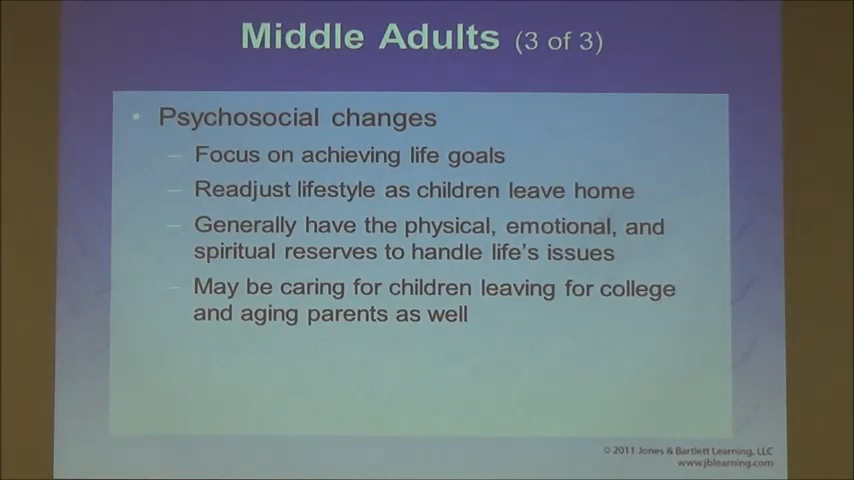 Middle Adults (3 of 3)
• Psychosocial changes
– Focus on achieving life goals
– Readjust lifestyle as children leave home
– Generally have the physical, emotional, and
spiritual reserves to handle life's issues
– May be caring for children leaving for college
and aging parents as well
© 2011 Jones & Bartlett Learning, LLC
www.jblearning.com